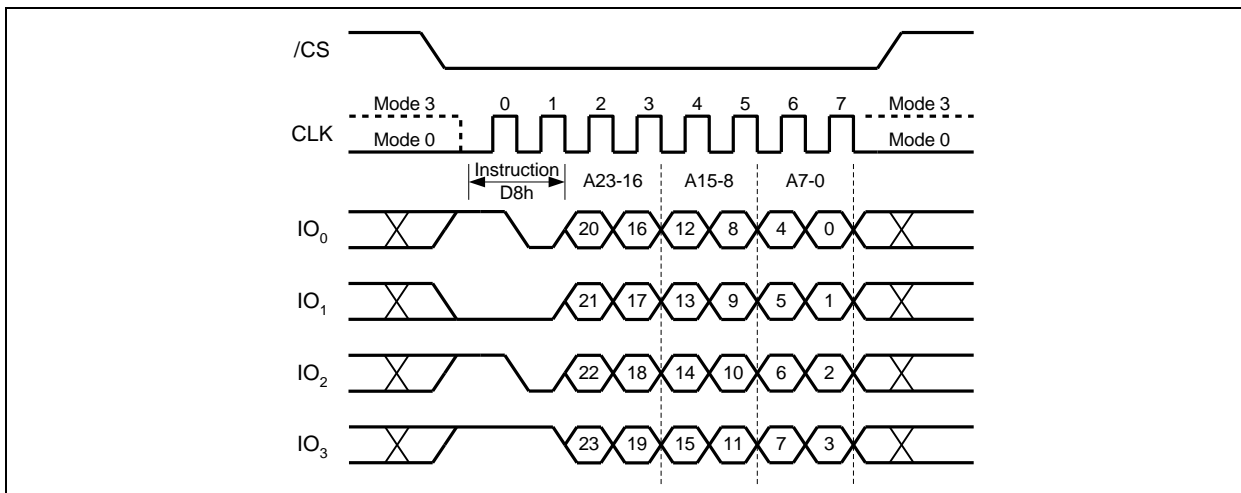 /CS
Mode 3 0 1 2 3 4 5 6 7 Mode 3
CLK
Mode 0 Mode 0
Instruction A23-16 A15-8 A7-0
D8h
IO0 20 16 12 8 4 0
IO1 21 17 13 9 5 1
IO2 22 18 14 10 6 2
IO3 23 19 15 11 7 3